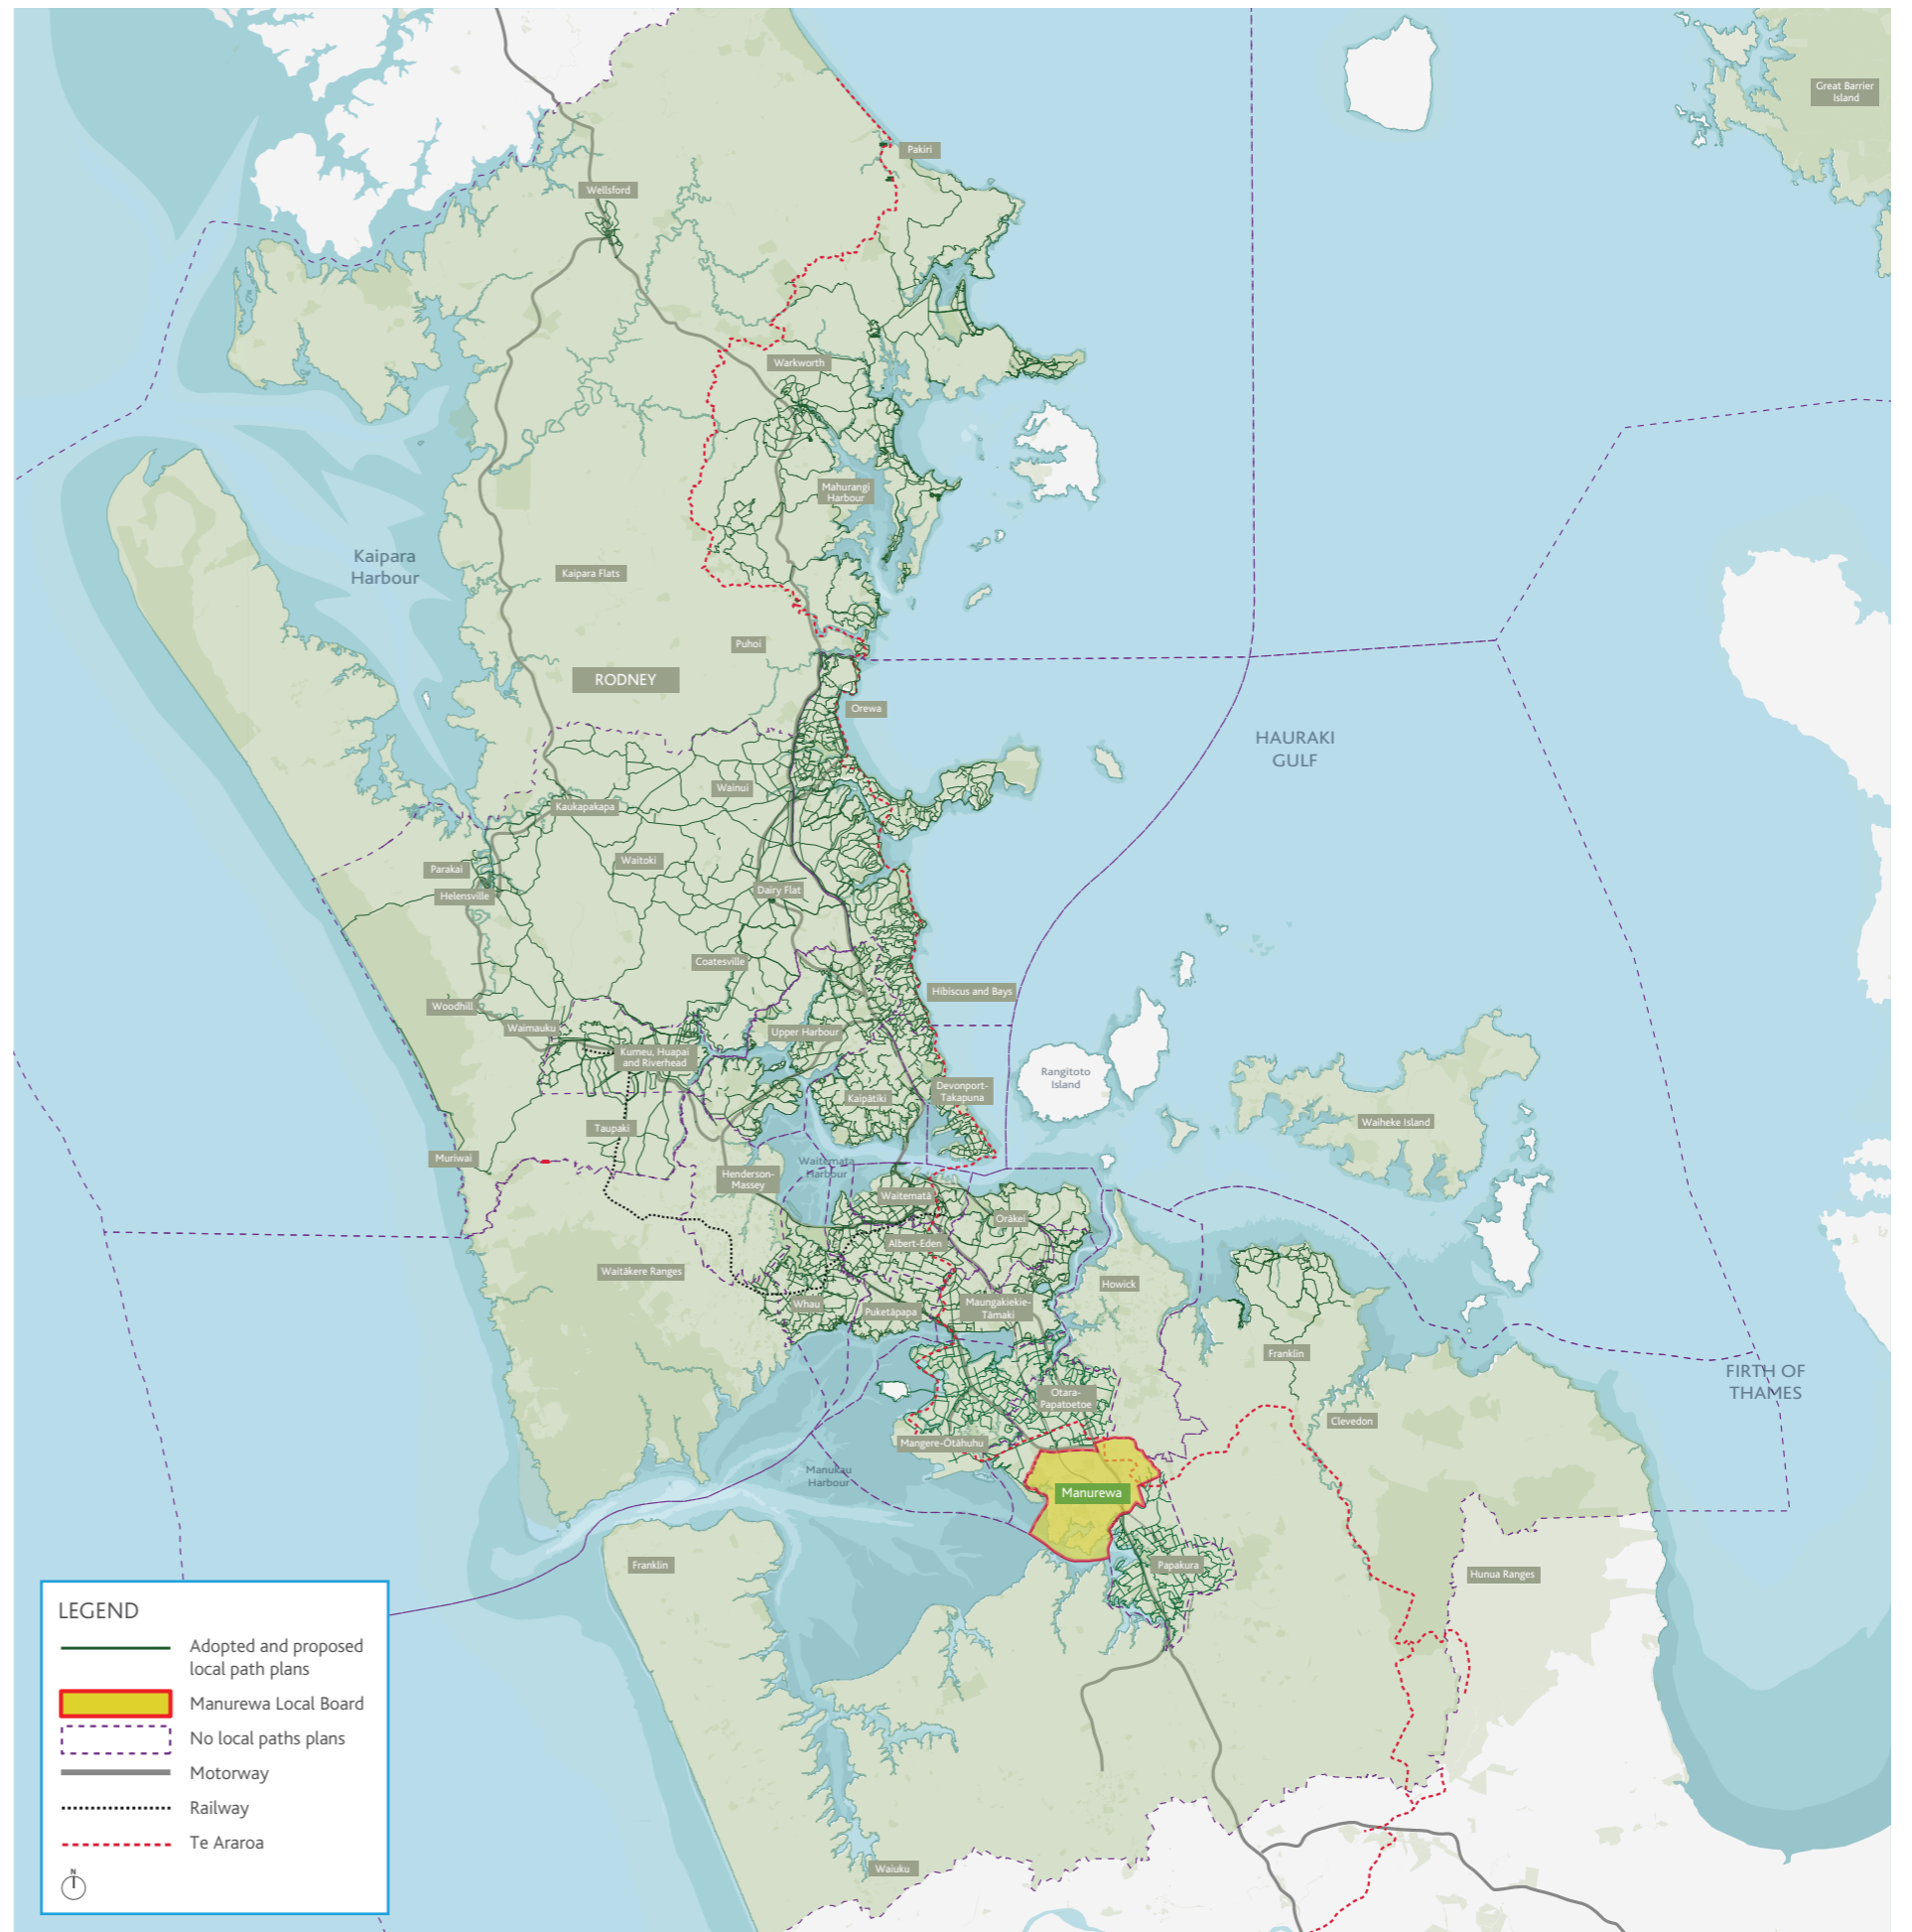 Great Barrier
Island
Pakiri
Wellsford
Warkworth
Mahurangi
Harbour
Kaipara
Harbour
Kaipara Flats
Puhoi
RODNEY
Orewa
HAURAKI
GULF
Wainui
Kaukapakapa
Waitoki
Parakai
Dairy Flat
Helensville
Coatesville
Hibiscus and Bays
Woodhill
Waimauku
Upper Harbour
Kumeu, Huapai
and Riverhead
Rangitoto
Island
Devonport-
Takapuna
Kaipātiki
Waiheke Island
Taupaki
Muriwai
Waitemata
Harbour
Henderson-
Massey
Waitematā
Orākei
Albert-Eden
Waitākere Ranges
Howick
Whau
Puketāpapa
Maungakiekie-
Tāmaki
Franklin
FIRTH OF
THAMES
Otara-
Papatoetoe
Clevedon
Mangere-Otāhuhu
Manukau
Harbour
Manurewa
Franklin
Papakura
Hunua Ranges
Waiuku
LEGEND
Adopted and proposed
local path plans
Manurewa Local Board
No local paths plans
Motorway
Railway
Te Araroa
N